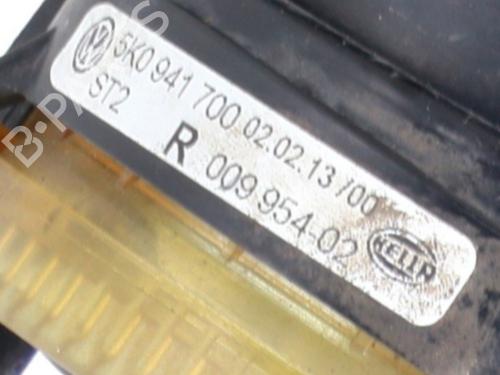 5K0 941 700 02.02.13 / 00
ST2
R 009 954-02
HELLA
B-PARTS